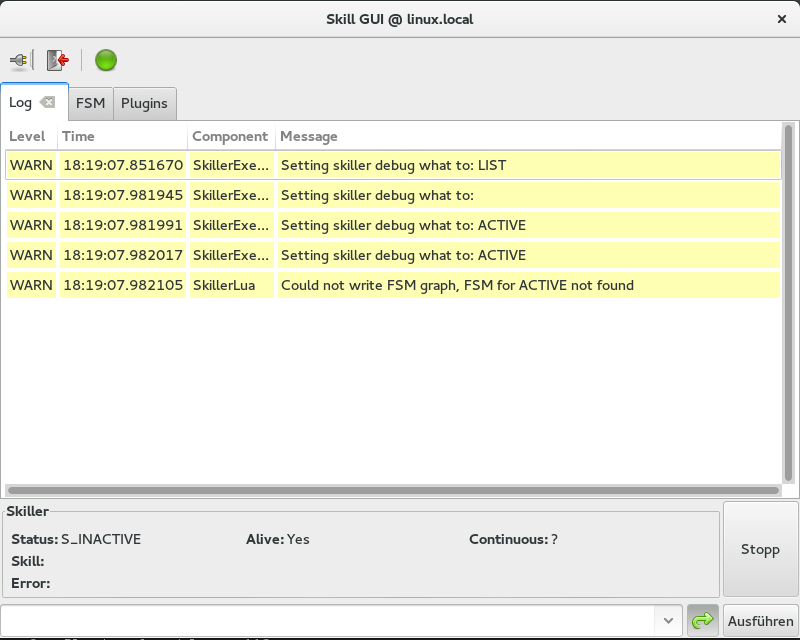 Skill GUI @ linux.local
Log FSM Plugins
Level Time Component Message
WARN 18:19:07.851670 SkillerExe... Setting skiller debug what to: LIST
WARN 18:19:07.981945 SkillerExe... Setting skiller debug what to:
WARN 18:19:07.981991 SkillerExe... Setting skiller debug what to: ACTIVE
WARN 18:19:07.982017 SkillerExe... Setting skiller debug what to: ACTIVE
WARN 18:19:07.982105 SkillerLua Could not write FSM graph, FSM for ACTIVE not found
Skiller
Status: S_INACTIVE Alive: Yes Continuous: ?
Skill:
Error:
Stopp
Ausführen